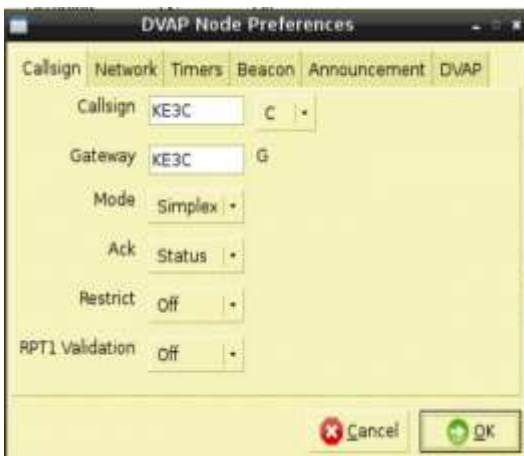 DVAP Node Preferences
Callsign Network Timers Beacon Announcement DVAP
Callsign KE3C C
Gateway KE3C G
Mode Simplex
Ack Status
Restrict Off
RPT1 Validation Off
Cancel OK